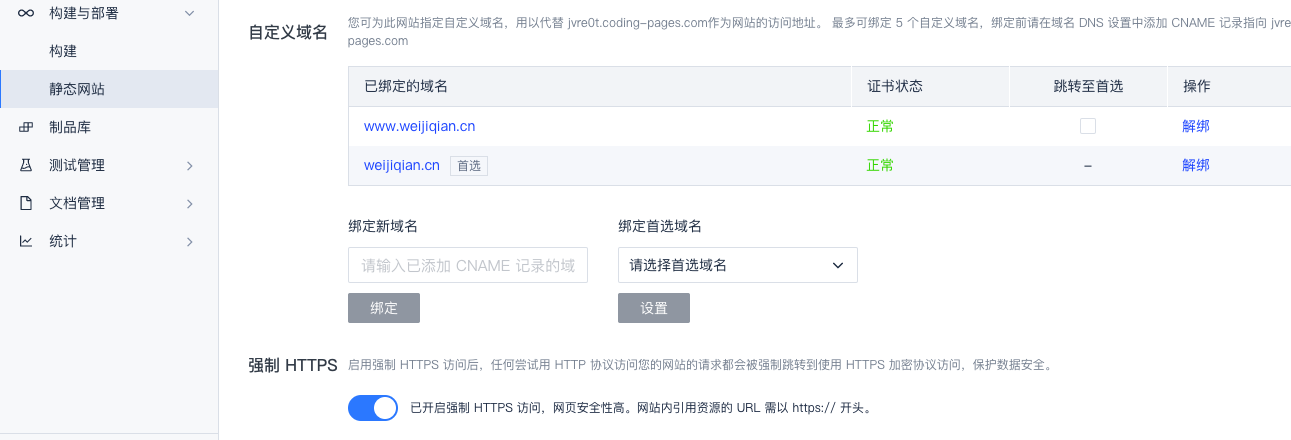 构建与部署
构建
静态网站
制品库
测试管理
文档管理
统计
自定义域名
您可为此网站指定自定义域名，用以代替 jvre0t.coding-pages.com作为网站的访问地址。 最多可绑定 5 个自定义域名，绑定前请在域名 DNS 设置中添加 CNAME 记录指向 jvre
pages.com
已绑定的域名 证书状态 跳转至首选 操作
www.weijiqian.cn 正常 解绑
weijiqian.cn 首选 正常 – 解绑
绑定新域名 绑定首选域名
请输入已添加 CNAME 记录的域 请选择首选域名
绑定 设置
强制 HTTPS 启用强制 HTTPS 访问后，任何尝试用 HTTP 协议访问您的网站的请求都会被强制跳转到使用 HTTPS 加密协议访问，保护数据安全。
已开启强制 HTTPS 访问，网页安全性高。网站内引用资源的 URL 需以 https:// 开头。